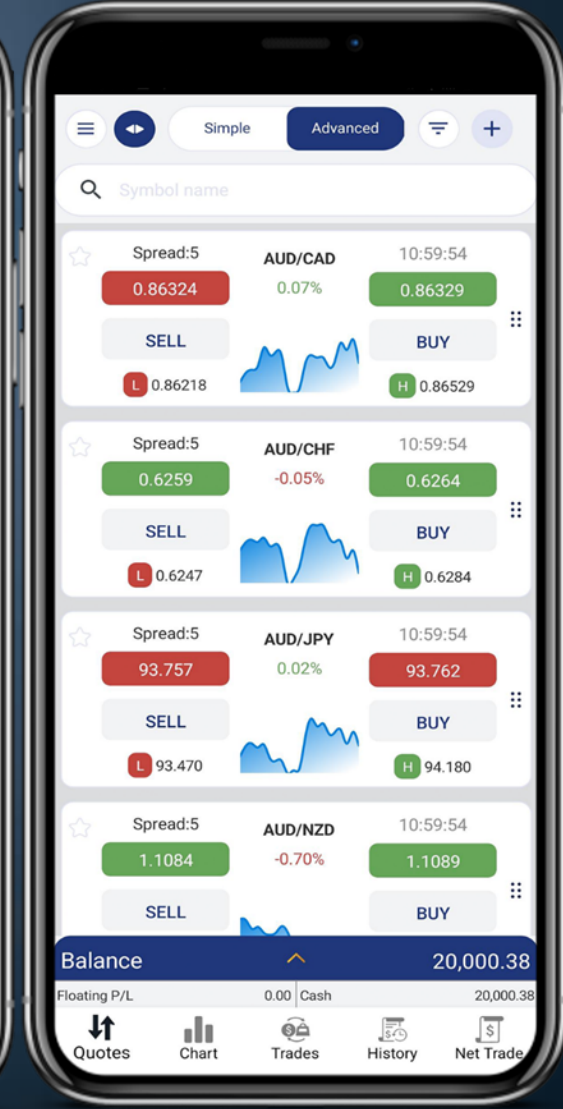 Simple Advanced
Symbol name
Spread:5 AUD/CAD 10:59:54
0.86324 0.07% 0.86329
SELL BUY
L 0.86218 H 0.86529
Spread:5 AUD/CHF 10:59:54
0.6259 -0.05% 0.6264
SELL BUY
L 0.6247 H 0.6284
Spread:5 AUD/JPY 10:59:54
93.757 0.02% 93.762
SELL BUY
L 93.470 H 94.180
Spread:5 AUD/NZD 10:59:54
1.1084 -0.70% 1.1089
SELL BUY
Balance 20,000.38
Floating P/L 0.00 Cash 20,000.38
Quotes Chart Trades History Net Trade